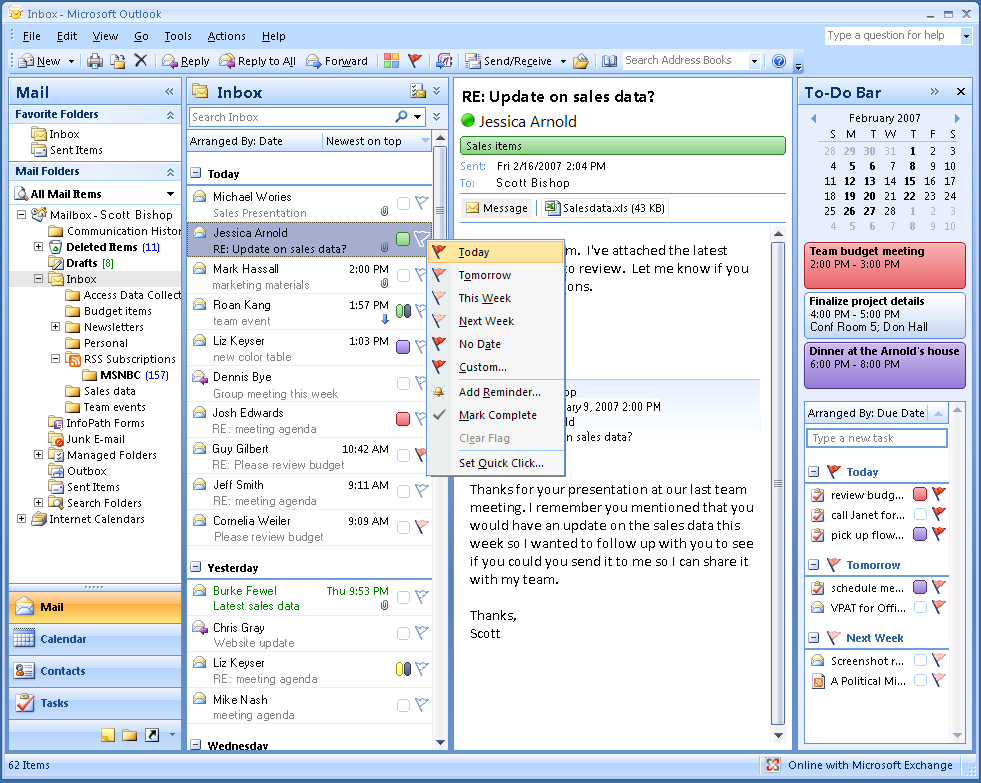 Inbox - Microsoft Outlook
File Edit View Go Tools Actions Help
Type a question for help
New Reply Reply to All Forward Send/Receive Search Address Books
Mail
Favorite Folders
Inbox
Sent Items
Mail Folders
All Mail Items
Mailbox - Scott Bishop
Communication Histor
Deleted Items (11)
Drafts [8]
Inbox
Access Data Collect
Budget items
Newsletters
Personal
RSS Subscriptions
MSNBC (157)
Sales data
Team events
InfoPath Forms
Junk E-mail
Managed Folders
Outbox
Sent Items
Search Folders
Internet Calendars
Mail
Calendar
Contacts
Tasks
Inbox
Search Inbox
Arranged By: Date Newest on top
Today
Michael Wories
Sales Presentation
Jessica Arnold
RE: Update on sales data?
Mark Hassall 2:00 PM
marketing materials
Roan Kang 1:57 PM
team event
Liz Keyser 1:03 PM
new color table
Dennis Bye
Group meeting this week
Josh Edwards
RE: meeting agenda
Guy Gilbert 10:42 AM
RE: Please review budget
Jeff Smith 9:11 AM
RE: meeting agenda
Cornelia Weiler 9:09 AM
Please review budget
Yesterday
Burke Fewel Thu 9:53 PM
Latest sales data
Chris Gray
Website update
Liz Keyser
RE: meeting agenda
Mike Nash
meeting agenda
Wednesday
Today
Tomorrow
This Week
Next Week
No Date
Custom...
Add Reminder...
Mark Complete
Clear Flag
Set Quick Click...
RE: Update on sales data?
Jessica Arnold
Sales items
Sent: Fri 2/16/2007 2:04 PM
To: Scott Bishop
Message Salesdata.xls (43 KB)
m. I've attached the latest
o review. Let me know if you
ons.
op
ary 9, 2007 2:00 PM
ld
n sales data?
Thanks for your presentation at our last team
meeting. I remember you mentioned that you
would have an update on the sales data this
week so I wanted to follow up with you to see
if you could you send it to me so I can share it
with my team.
Thanks,
Scott
To-Do Bar
February 2007
S M T W T F S
28 29 30 31 1 2 3
4 5 6 7 8 9 10
11 12 13 14 15 16 17
18 19 20 21 22 23 24
25 26 27 28 1 2 3
4 5 6 7 8 9 10
Team budget meeting
2:00 PM - 3:00 PM
Finalize project details
4:00 PM - 5:00 PM
Conf Room 5; Don Hall
Dinner at the Arnold's house
6:00 PM - 8:00 PM
Arranged By: Due Date
Type a new task
Today
review budg...
call Janet for...
pick up flow...
Tomorrow
schedule me...
VPAT for Offi...
Next Week
Screenshot r...
A Political Mi...
62 Items
Online with Microsoft Exchange